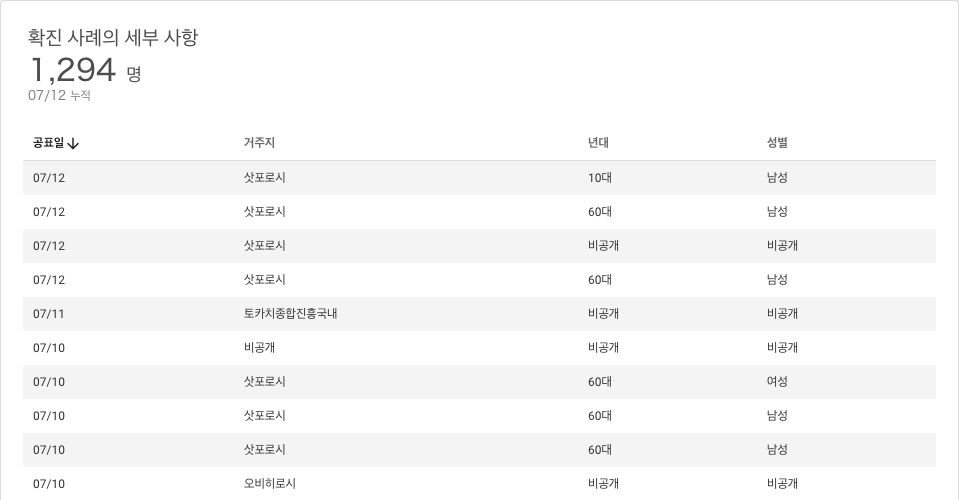 확진 사례의 세부 사항
1,294 명
07/12 누적
공표일↓ 거주지 년대 성별
07/12 삿포로시 10대 남성
07/12 삿포로시 60대 남성
07/12 삿포로시 비공개 비공개
07/12 삿포로시 60대 남성
07/11 토카치종합진흥국내 비공개 비공개
07/10 비공개 비공개 비공개
07/10 삿포로시 60대 여성
07/10 삿포로시 60대 남성
07/10 삿포로시 60대 남성
07/10 오비히로시 비공개 비공개